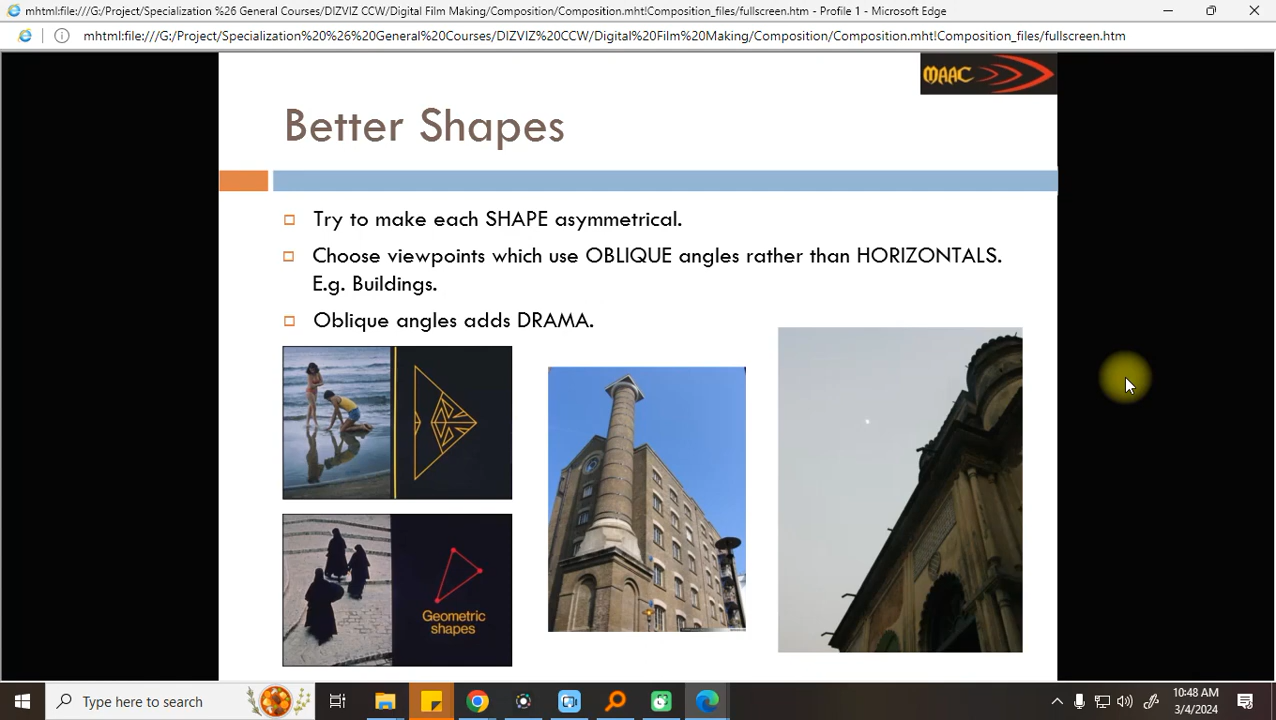 mhtml:file:///G:/Project/Specialization %26 General Courses/DIZVIZ CCW/Digital Film Making/Composition/Composition.mht!Composition_files/fullscreen.htm - Profile 1 - Microsoft Edge
mhtml:file:///G:/Project/Specialization%20%26%20General%20Courses/DIZVIZ%20CCW/Digital%20Film%20Making/Composition/Composition.mht!Composition_files/fullscreen.htm
MAAC
Better Shapes
Try to make each SHAPE asymmetrical.
Choose viewpoints which use OBLIQUE angles rather than HORIZONTALS.
E.g. Buildings.
Oblique angles adds DRAMA.
Geometric
shapes
Type here to search
10:48 AM
3/4/2024